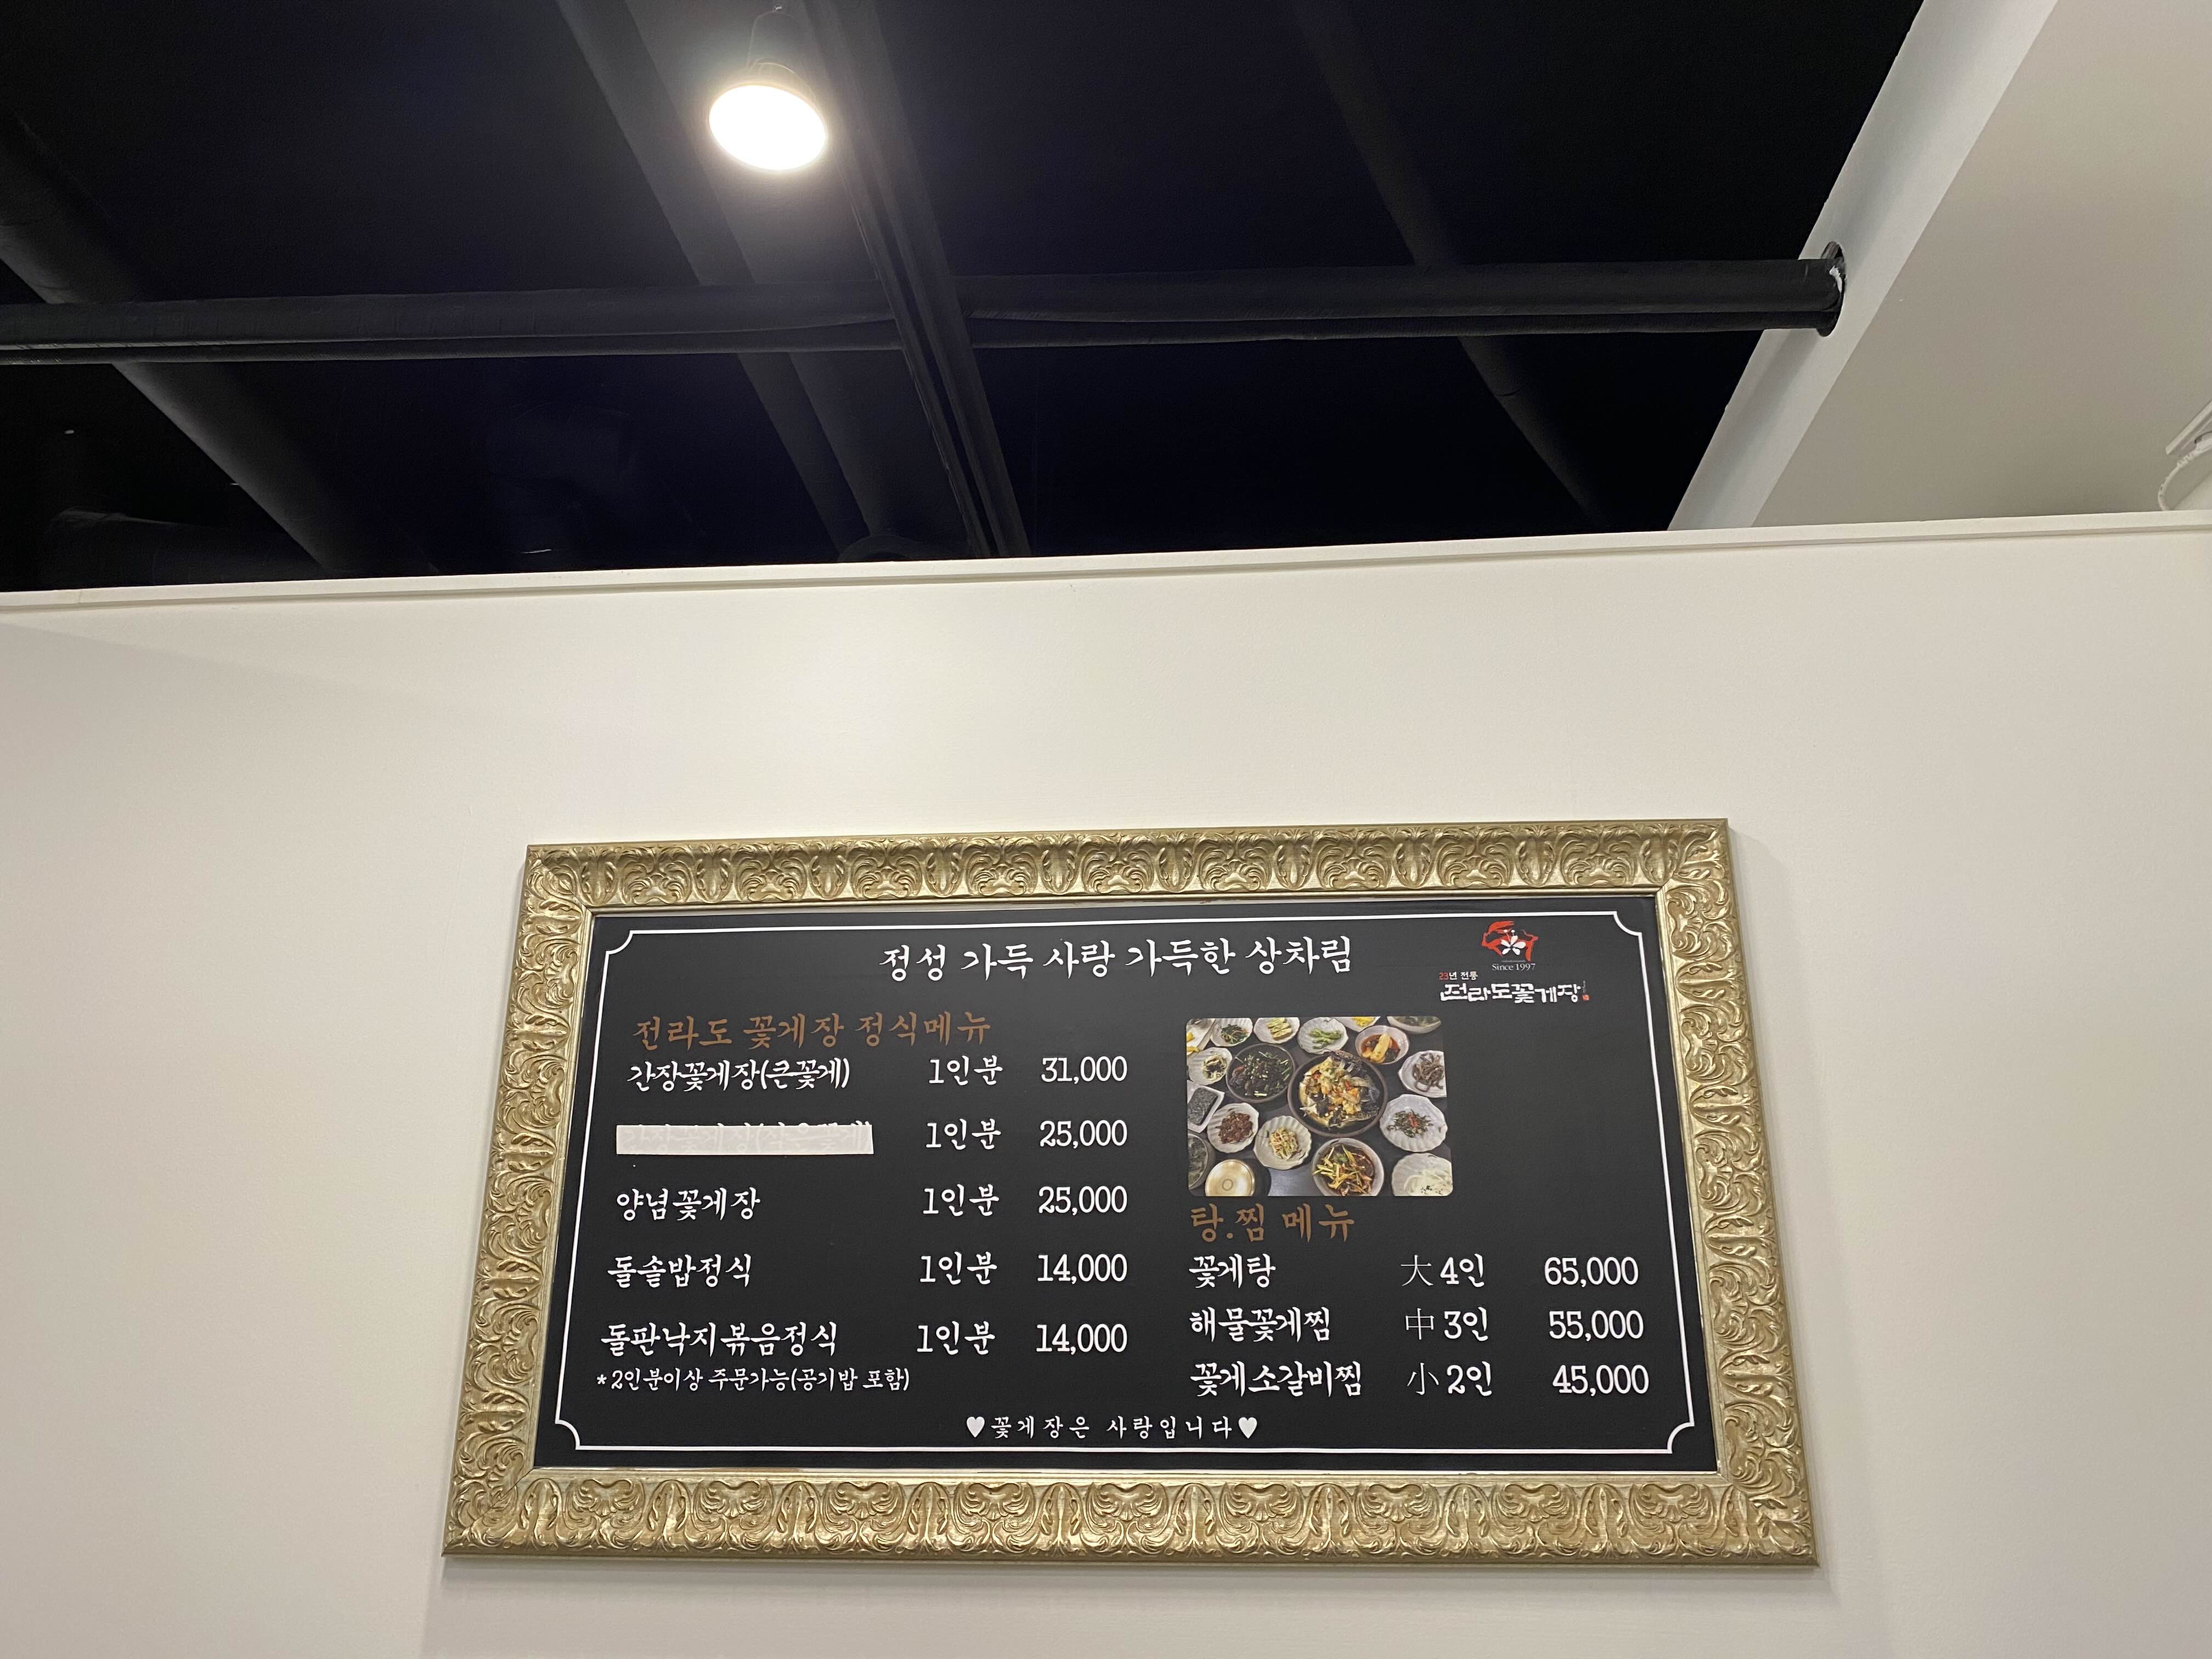 정성 가득 사랑 가득한 상차림
Since 1997
23년 전통
전라도꽃게장
전라도 꽃게장 정식메뉴
간장꽃게장(큰꽃게) 1인분 31,000
1인분 25,000
양념꽃게장 1인분 25,000
돌솥밥정식 1인분 14,000
돌판낙지볶음정식 1인분 14,000
*2인분이상 주문가능(공기밥 포함)
탕.찜 메뉴
꽃게탕 大 4인 65,000
해물꽃게찜 中 3인 55,000
꽃게소갈비찜 小 2인 45,000
♥꽃게장은 사랑입니다♥